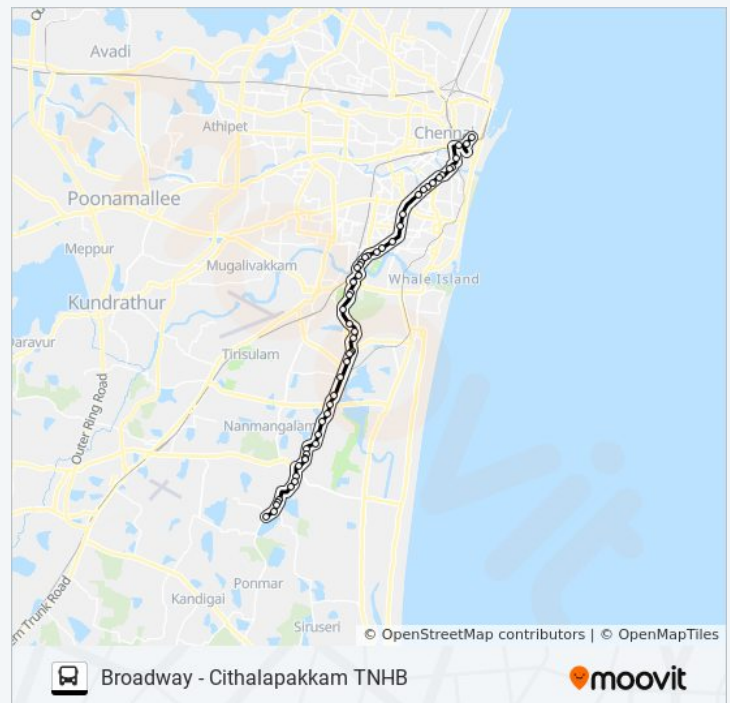 Avadi
Athipet
Chennai
Poonamallee
Meppur
Mugalivakkam
Whale Island
Kundrathur
Daravur
Tirisulam
Outer Ring Road
Nanmangalam
Ponmar
Kandigai
Siruseri
Trunk Road
© OpenStreetMap contributors | © OpenMapTiles
Broadway - Cithalapakkam TNHB
moovit